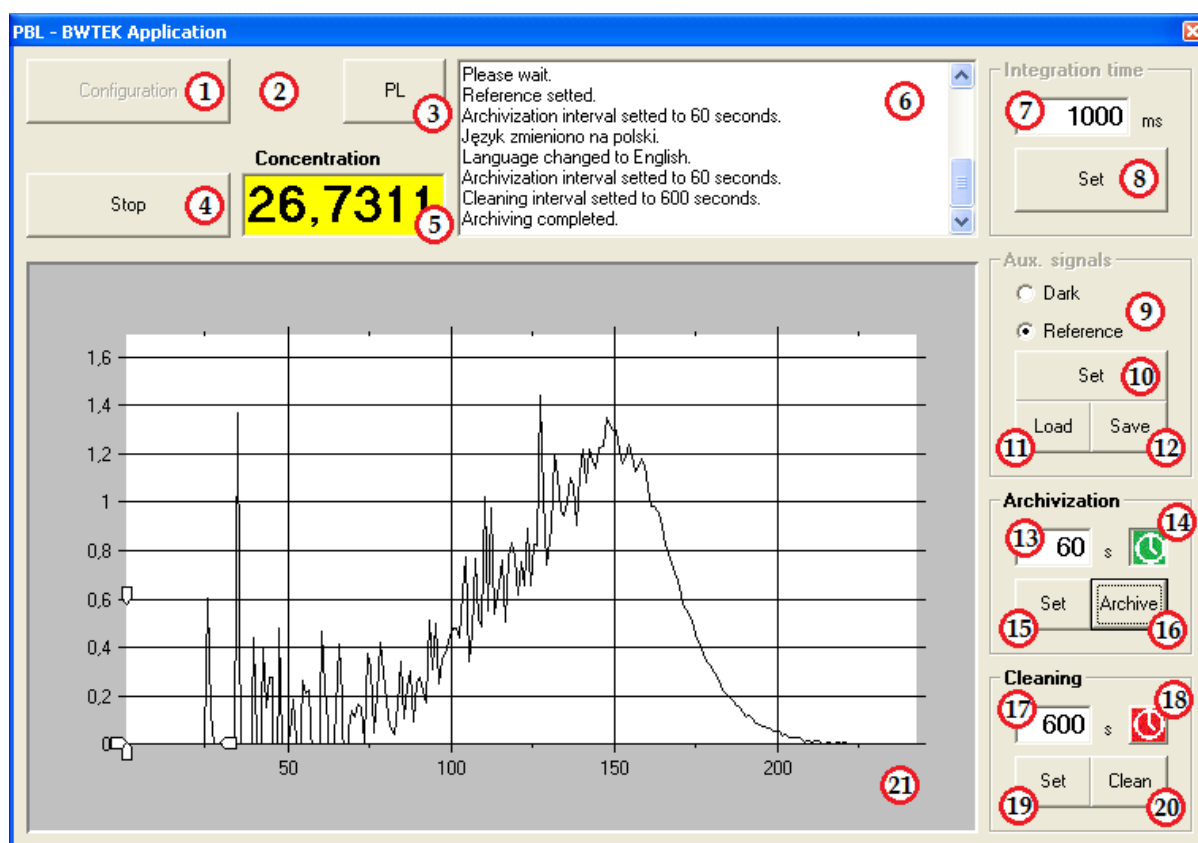 PBL - BWTEK Application
Configuration 1
2
PL 3
Please wait.
Reference setted.
Archivization interval setted to 60 seconds.
Język zmieniono na polski.
Language changed to English.
Archivization interval setted to 60 seconds.
Cleaning interval setted to 600 seconds.
Archiving completed.
6
Concentration
Stop 4
26,7311 5
Integration time
7 1000 ms
Set 8
Aux. signals
Dark
Reference 9
Set 10
Load Save
11 12
Archivization
13 60 s 14
Set Archive
15 16
Cleaning
17 600 s 18
Set Clean
19 20
1,6
1,4
1,2
1
0,8
0,6
0,4
0,2
0
50 100 150 200
21